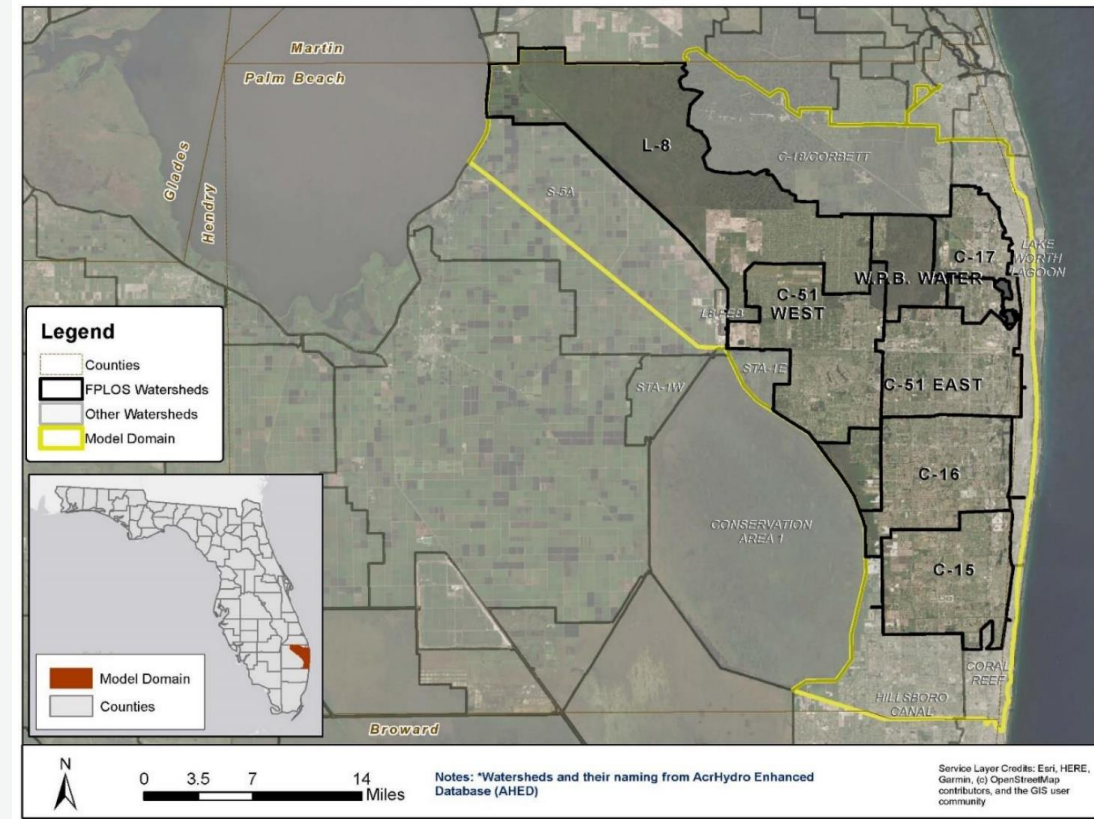 Martin
Palm Beach
Glades
Hendry
L-8
C-18/CORBETT
S-5A
LAKE
WORTH
LAGOON
C-17
W.P.B. WATER
C-51
WEST
L8 FEB
C-51 EAST
STA-1E
STA-1W
C-16
CONSERVATION
AREA 1
C-15
CORAL
REEF
HILLSBORO
CANAL
Broward
Legend
Counties
FPLOS Watersheds
Other Watersheds
Model Domain
Model Domain
Counties
N
0 3.5 7 14
Miles
Notes: *Watersheds and their naming from AcrHydro Enhanced
Database (AHED)
Service Layer Credits: Esri, HERE,
Garmin, (c) OpenStreetMap
contributors, and the GIS user
community